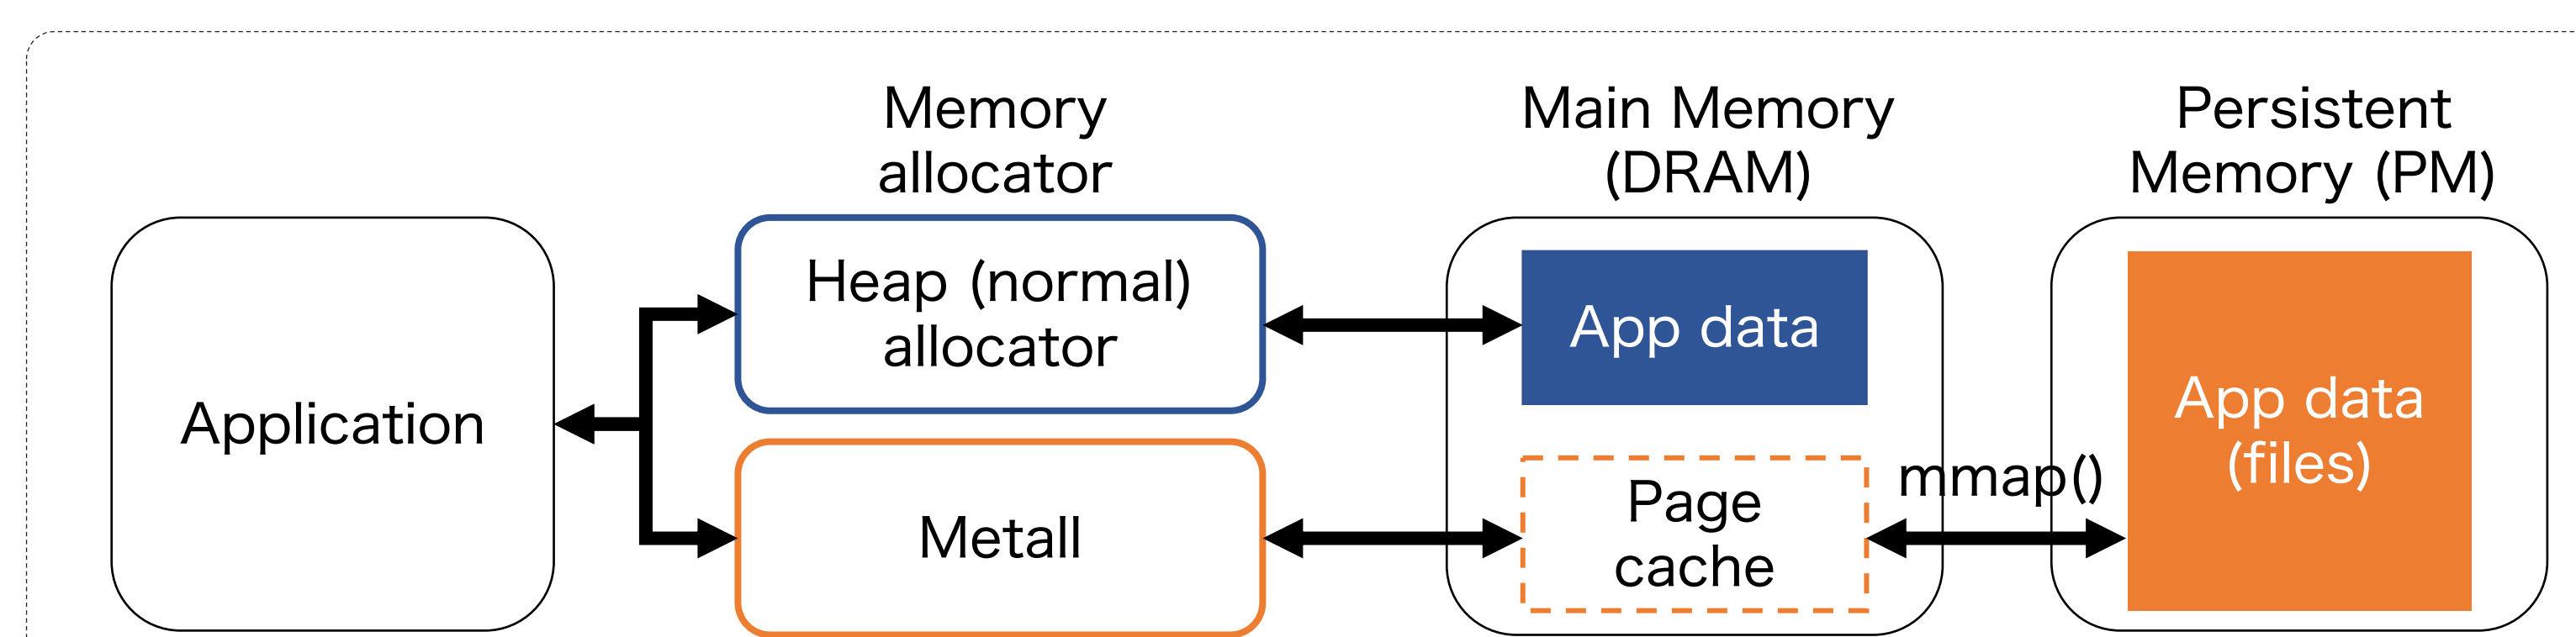 Memory
allocator
Main Memory
(DRAM)
Persistent
Memory (PM)
Application
Heap (normal)
allocator
Metall
App data
Page
cache
mmap()
App data
(files)